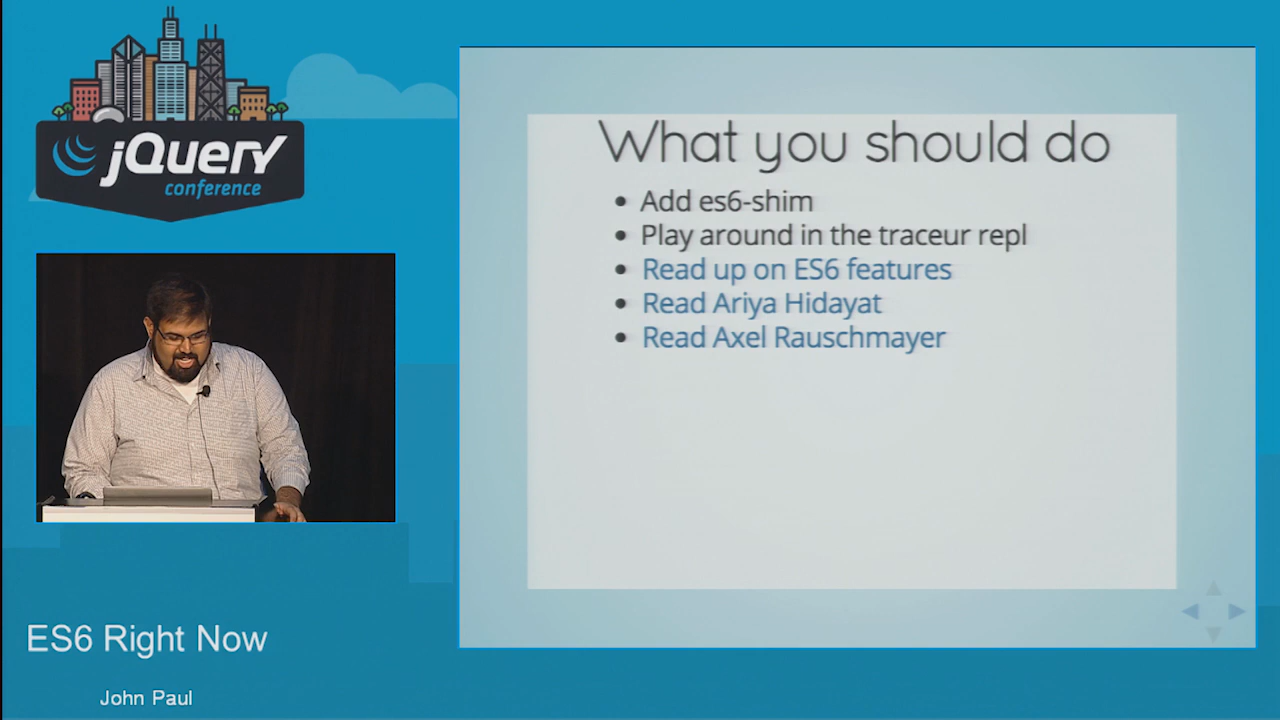 jQuery
conference
What you should do
Add es6-shim
Play around in the traceur repl
Read up on ES6 features
Read Ariya Hidayat
Read Axel Rauschmayer
ES6 Right Now
John Paul